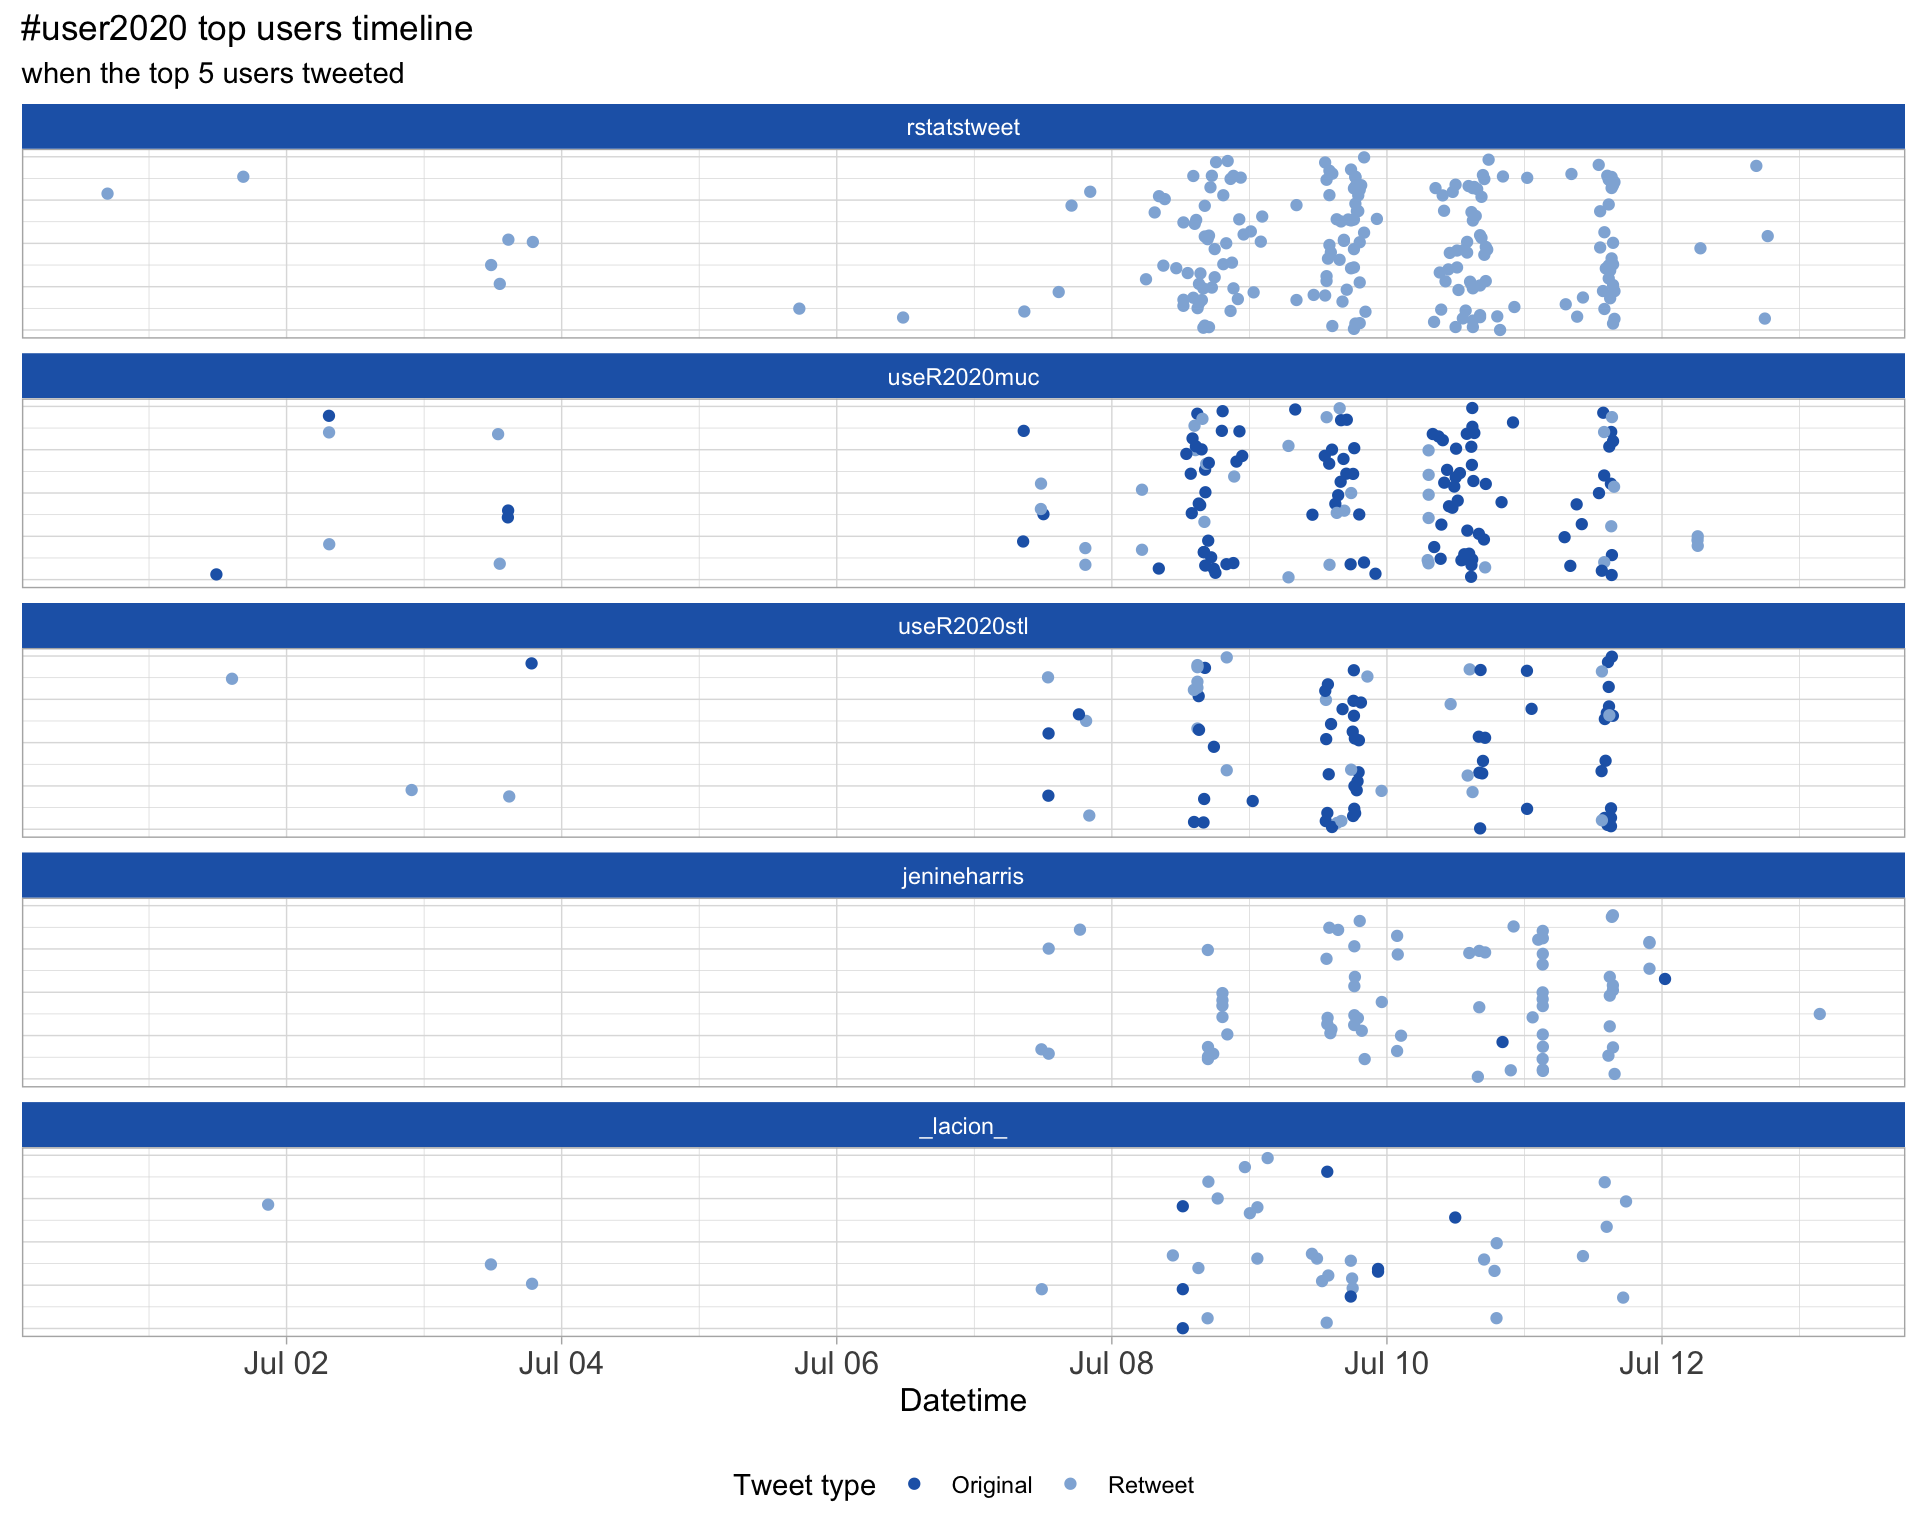 #user2020 top users timeline
when the top 5 users tweeted
rstatstweet
useR2020muc
useR2020stl
jenineharris
_lacion_
Jul 02 Jul 04 Jul 06 Jul 08 Jul 10 Jul 12
Datetime
Tweet type Original Retweet